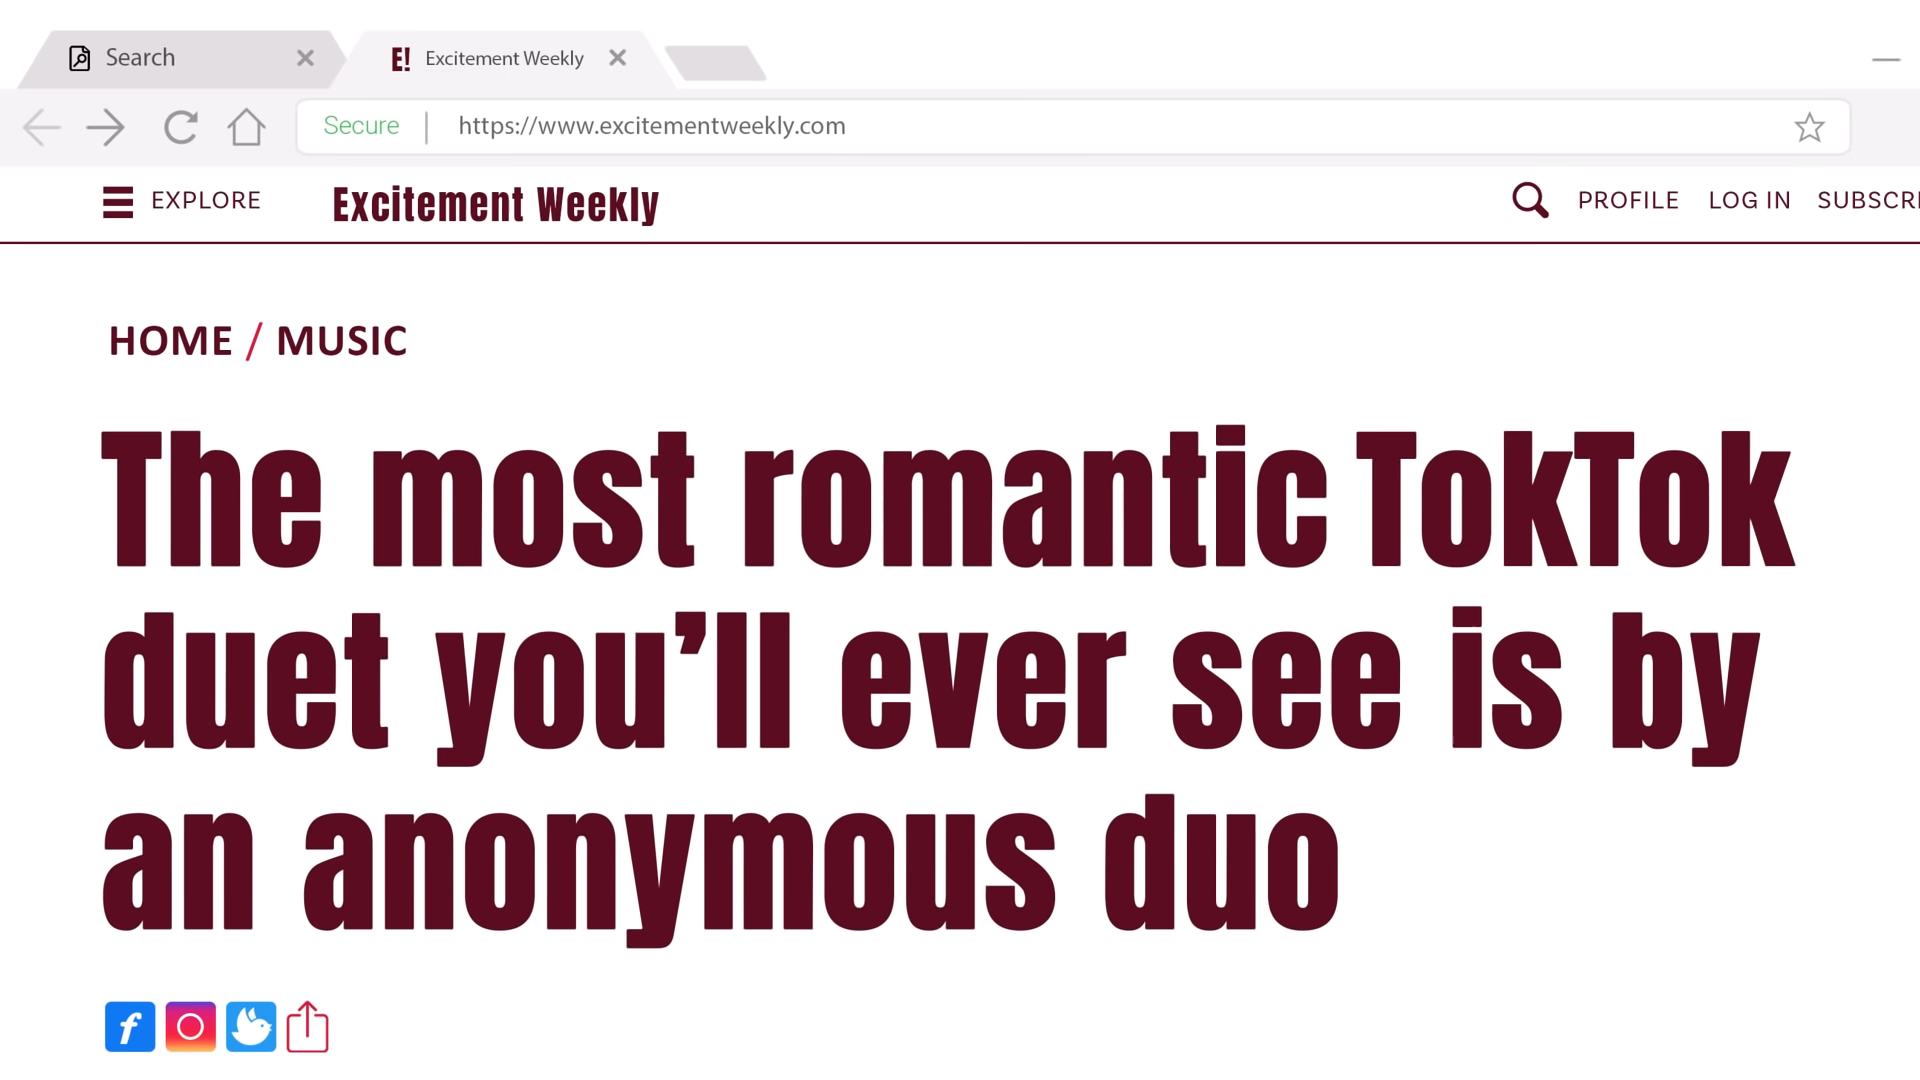 Search
E! Excitement Weekly
Secure | https://www.excitementweekly.com
EXPLORE Excitement Weekly PROFILE LOG IN SUBSCRI
HOME / MUSIC
The most romantic TokTok
duet you’ll ever see is by
an anonymous duo